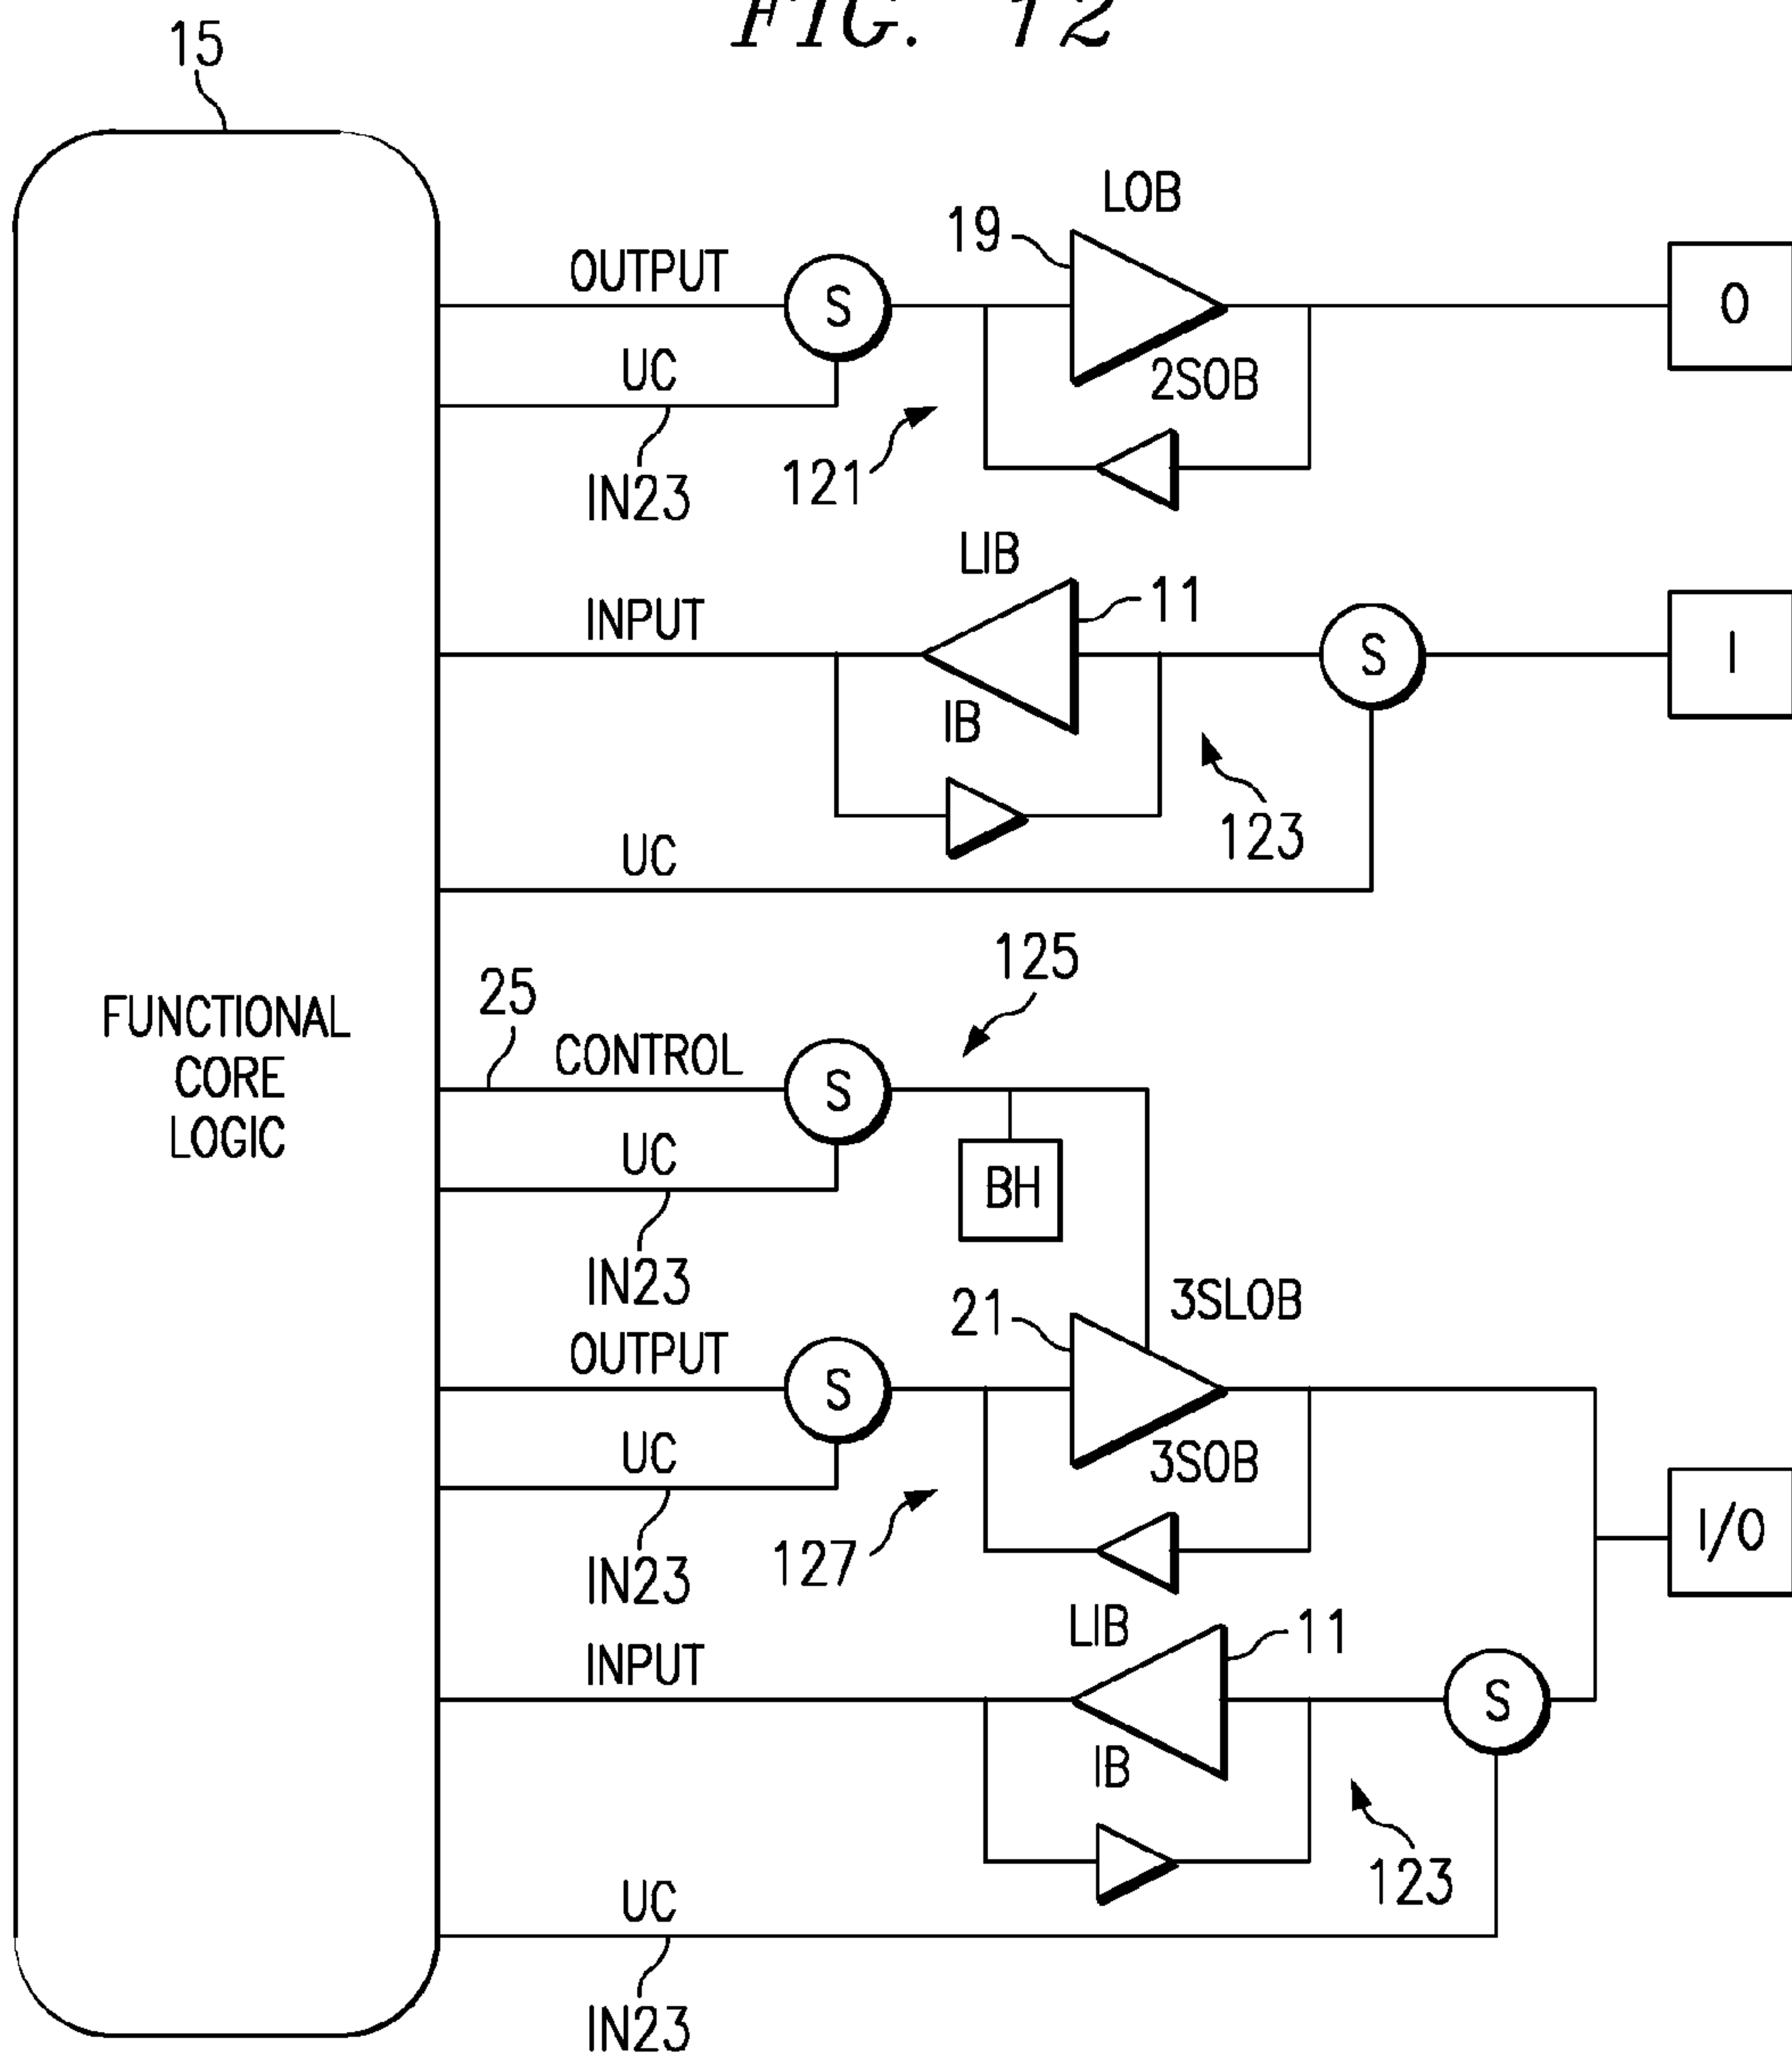 FIG. 12
15
LOB
19
OUTPUT
S
O
UC
2SOB
121
IN23
LIB
11
INPUT
S
I
IB
123
UC
125
25
CONTROL
FUNCTIONAL
CORE
LOGIC
S
UC
BH
IN23
21
3SLOB
OUTPUT
S
UC
3SOB
I/O
127
IN23
LIB
11
INPUT
S
IB
123
UC
IN23